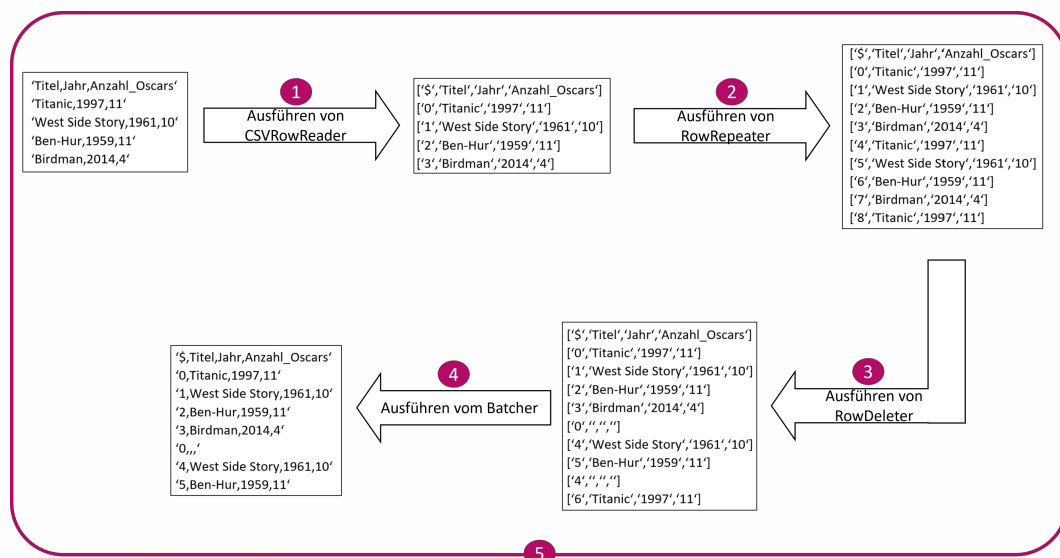 ‘Titel,Jahr,Anzahl_Oscars‘
‘Titanic,1997,11‘
‘West Side Story,1961,10‘
‘Ben-Hur,1959,11‘
‘Birdman,2014,4‘
1
Ausführen von
CSVRowReader
[‘$‘,‘Titel‘,‘Jahr‘,‘Anzahl_Oscars‘]
[‘0‘,‘Titanic‘,‘1997‘,‘11‘]
[‘1‘,‘West Side Story‘,‘1961‘,‘10‘]
[‘2‘,‘Ben-Hur‘,‘1959‘,‘11‘]
[‘3‘,‘Birdman‘,‘2014‘,‘4‘]
2
Ausführen von
RowRepeater
[‘$‘,‘Titel‘,‘Jahr‘,‘Anzahl_Oscars‘]
[‘0‘,‘Titanic‘,‘1997‘,‘11‘]
[‘1‘,‘West Side Story‘,‘1961‘,‘10‘]
[‘2‘,‘Ben-Hur‘,‘1959‘,‘11‘]
[‘3‘,‘Birdman‘,‘2014‘,‘4‘]
[‘4‘,‘Titanic‘,‘1997‘,‘11‘]
[‘5‘,‘West Side Story‘,‘1961‘,‘10‘]
[‘6‘,‘Ben-Hur‘,‘1959‘,‘11‘]
[‘7‘,‘Birdman‘,‘2014‘,‘4‘]
[‘8‘,‘Titanic‘,‘1997‘,‘11‘]
3
Ausführen von
RowDeleter
[‘$‘,‘Titel‘,‘Jahr‘,‘Anzahl_Oscars‘]
[‘0‘,‘Titanic‘,‘1997‘,‘11‘]
[‘1‘,‘West Side Story‘,‘1961‘,‘10‘]
[‘2‘,‘Ben-Hur‘,‘1959‘,‘11‘]
[‘3‘,‘Birdman‘,‘2014‘,‘4‘]
[‘0‘,‘‘,‘‘,‘‘]
[‘4‘,‘West Side Story‘,‘1961‘,‘10‘]
[‘5‘,‘Ben-Hur‘,‘1959‘,‘11‘]
[‘4‘,‘‘,‘‘,‘‘]
[‘6‘,‘Titanic‘,‘1997‘,‘11‘]
4
Ausführen vom Batcher
‘$,Titel,Jahr,Anzahl_Oscars‘
‘0,Titanic,1997,11‘
‘1,West Side Story,1961,10‘
‘2,Ben-Hur,1959,11‘
‘3,Birdman,2014,4‘
‘0,,,‘
‘4,West Side Story,1961,10‘
‘5,Ben-Hur,1959,11‘
5